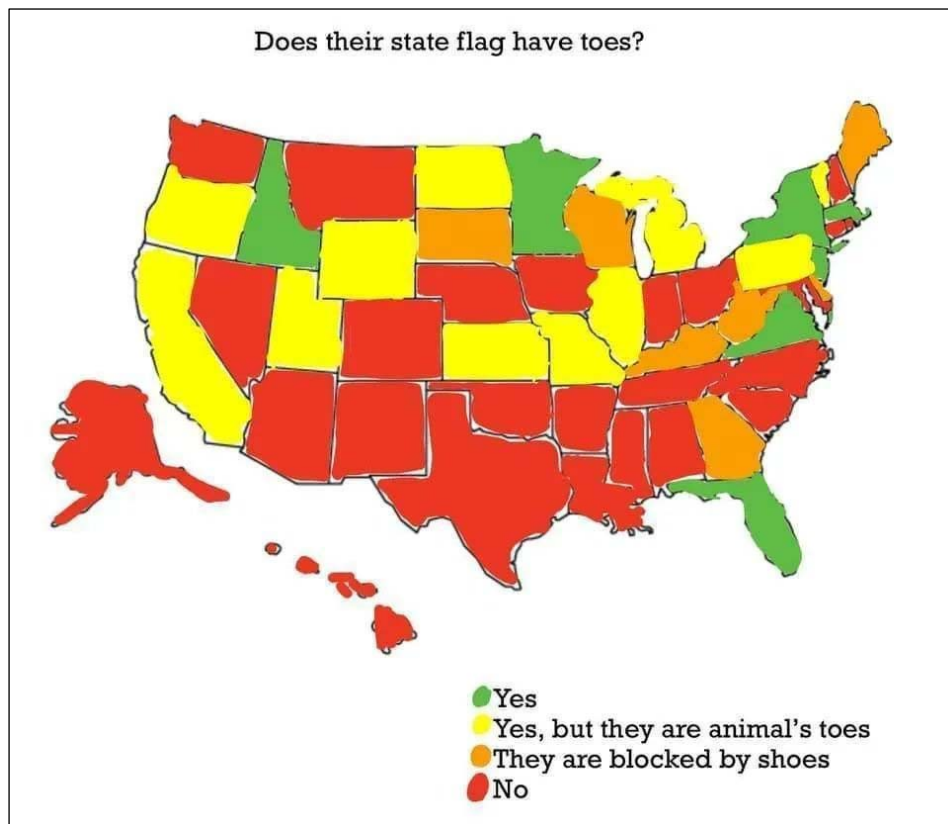 Does their state flag have toes?
Yes
Yes, but they are animal's toes
They are blocked by shoes
No